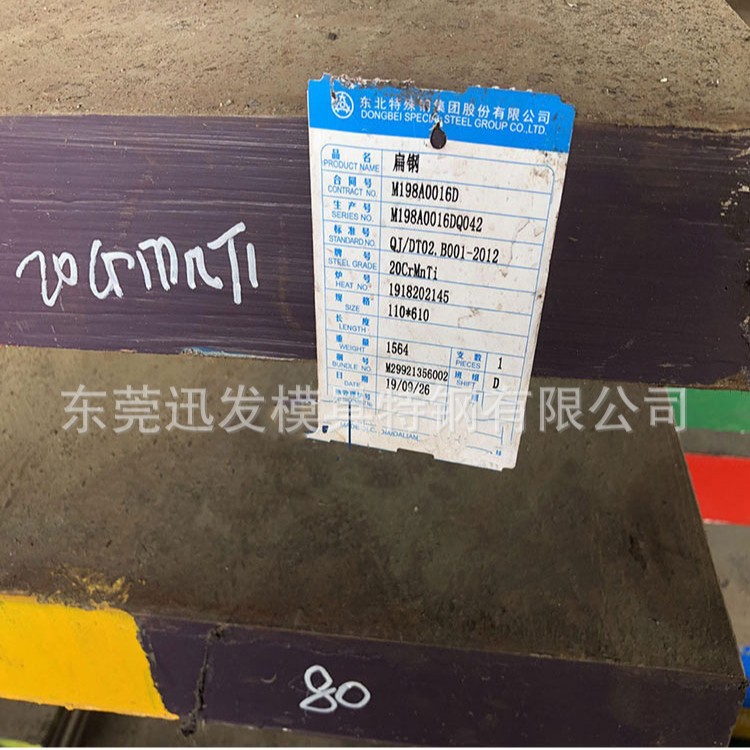 东北特殊钢集团股份有限公司
DONGBEI SPECIAL STEEL GROUP CO.,LTD.
品名 PRODUCT NAME 扁钢
合同号 CONTRACT NO. M198A0016D
生产号 SERIES NO. M198A0016DQ042
标准号 STANDARD NO. QJ/DT02.B001-2012
牌号 STEEL GRADE 20CrMnTi
炉号 HEAT NO. 1918202145
规格 SIZE 110*610
长度 LENGTH
重量 WEIGHT 1564 支数 PIECES 1
捆号 BUNDLE NO. M29921356002 班组 SHIFT D
日期 DATE 19/09/26
20CrMnTi
东莞迅发模具特钢有限公司
80